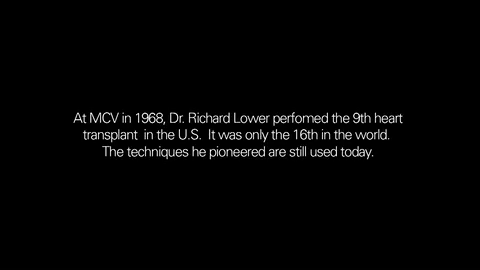 At MCV in 1968, Dr. Richard Lower perfomed the 9th heart
transplant  in the U.S.  It was only the 16th in the world.
The techniques he pioneered are still used today.